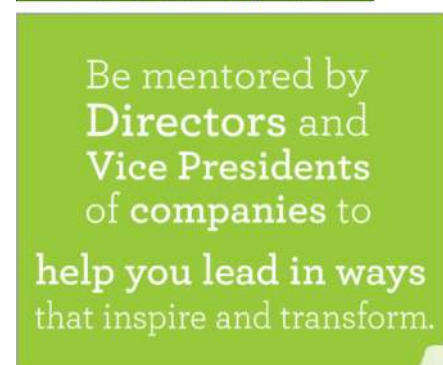 Be mentored by
Directors and
Vice Presidents
of companies to
help you lead in ways
that inspire and transform.